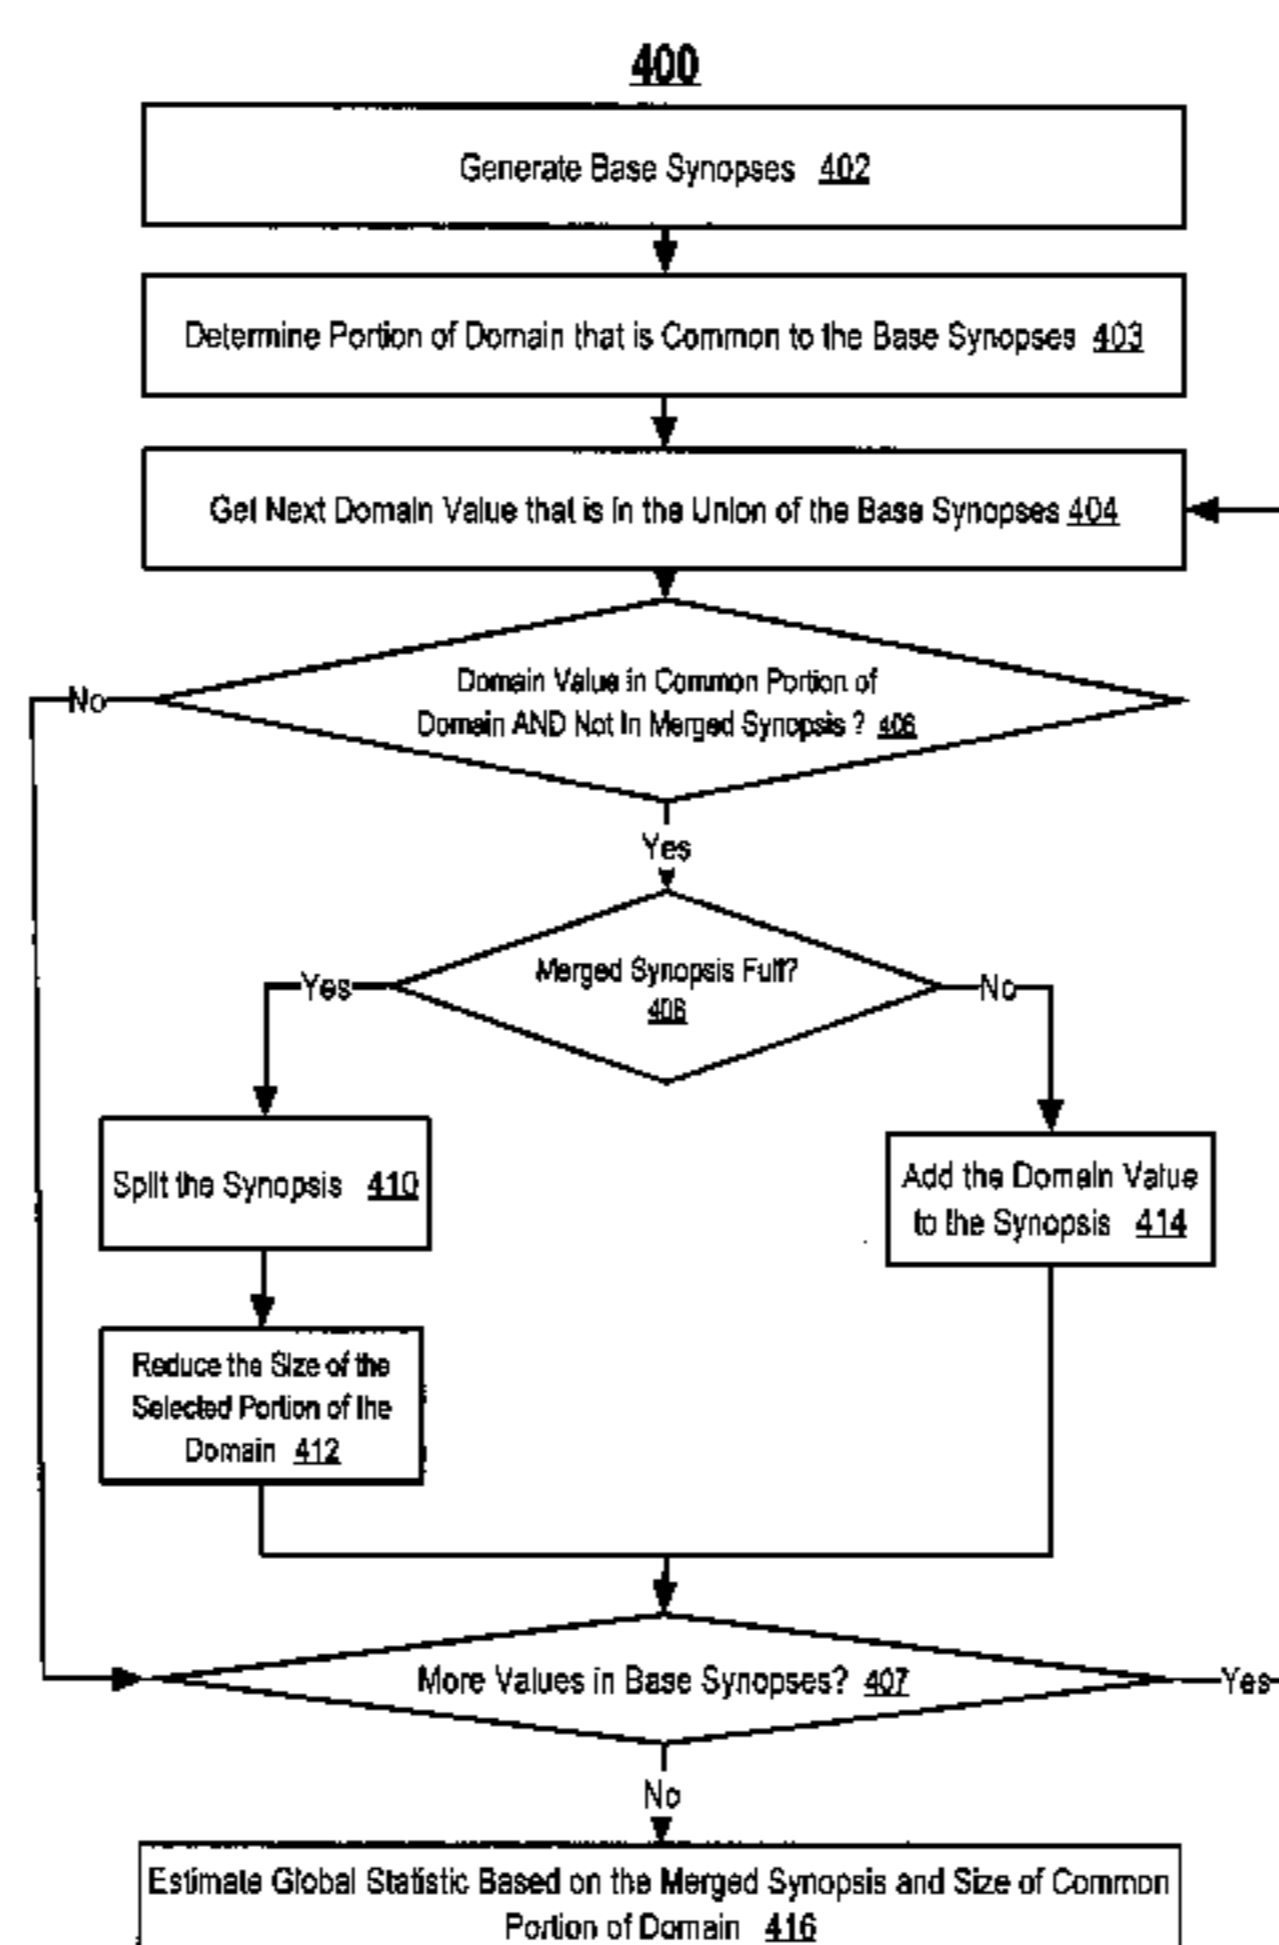 400
Generate Base Synopses 402
Determine Portion of Domain that is Common to the Base Synopses 403
Get Next Domain Value that is in the Union of the Base Synopses 404
Domain Value in Common Portion of
Domain AND Not In Merged Synopsis ? 406
No
Yes
Merged Synopsis Full?
408
Yes
No
Split the Synopsis 410
Add the Domain Value
to the Synopsis 414
Reduce the Size of the
Selected Portion of the
Domain 412
More Values in Base Synopses? 407
Yes
No
Estimate Global Statistic Based on the Merged Synopsis and Size of Common
Portion of Domain 416